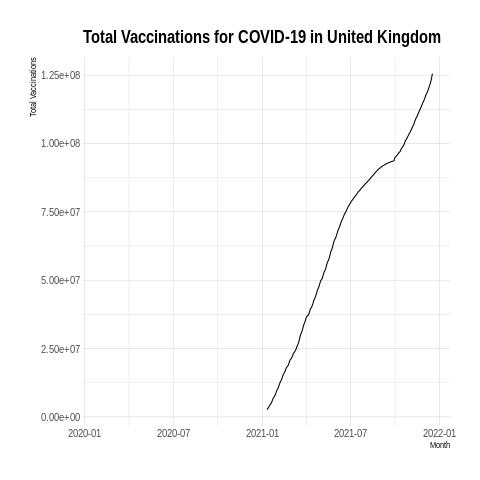 Total Vaccinations for COVID-19 in United Kingdom
Total Vaccinations
1.25e+08
1.00e+08
7.50e+07
5.00e+07
2.50e+07
0.00e+00
2020-01 2020-07 2021-01 2021-07 2022-01
Month